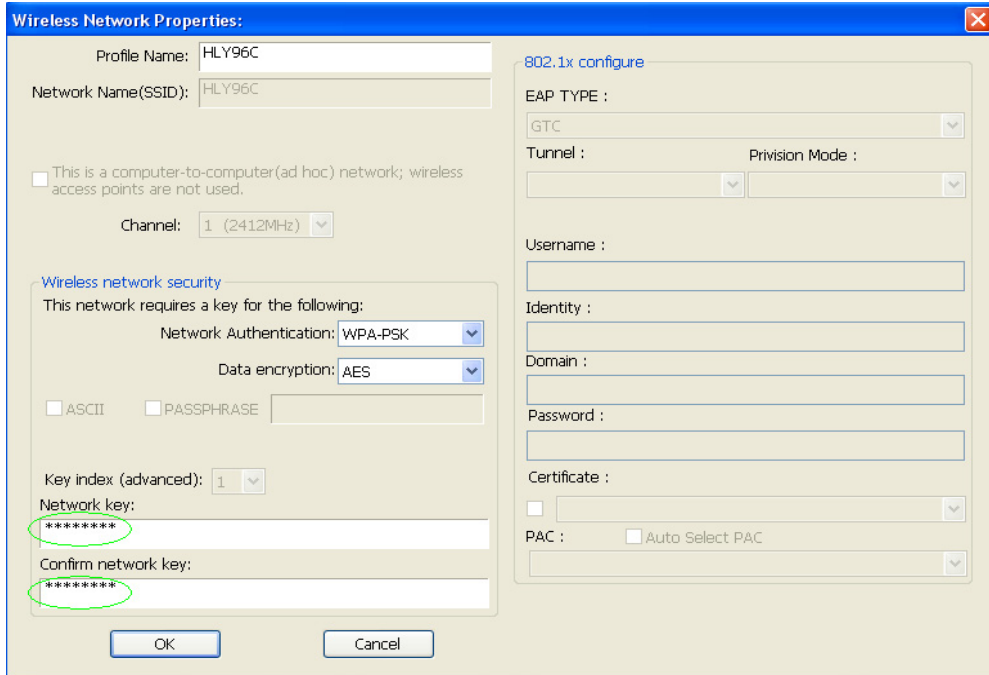 Wireless Network Properties:
Profile Name: HLY96C
Network Name(SSID): HLY96C
This is a computer-to-computer(ad hoc) network; wireless
access points are not used.
Channel: 1 (2412MHz)
Wireless network security
This network requires a key for the following:
Network Authentication: WPA-PSK
Data encryption: AES
ASCII PASSPHRASE
Key index (advanced): 1
Network key:
********
Confirm network key:
********
OK Cancel
802.1x configure
EAP TYPE :
GTC
Tunnel : Privision Mode :
Username :
Identity :
Domain :
Password :
Certificate :
PAC : Auto Select PAC